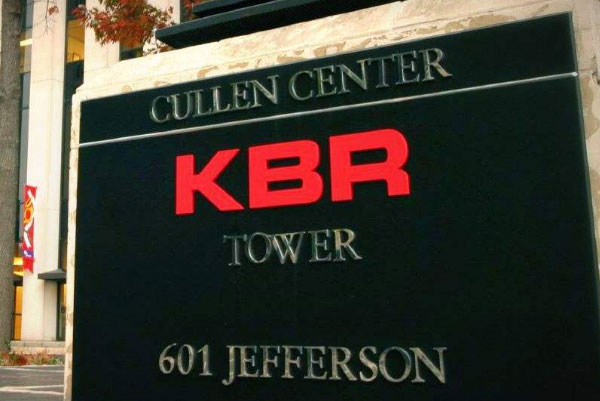 CULLEN CENTER
KBR
TOWER
601 JEFFERSON